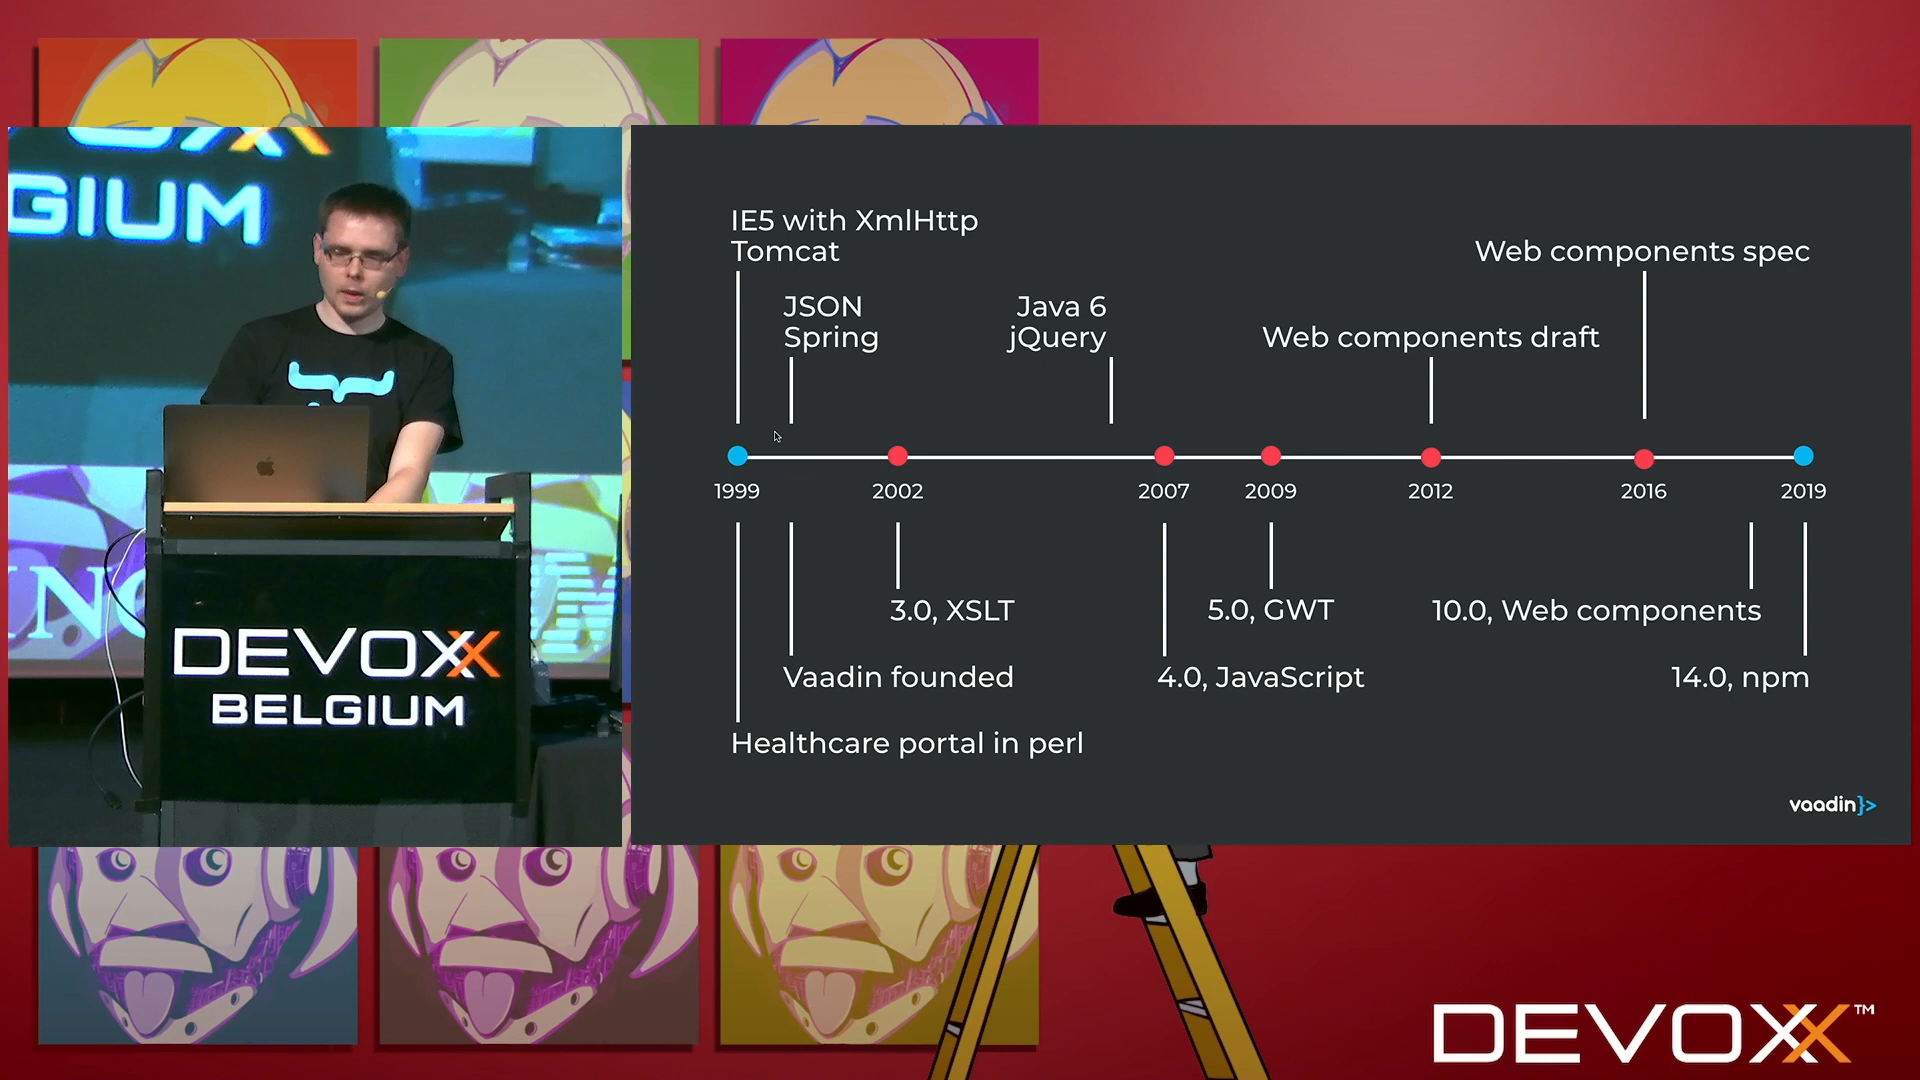 GIUM
DEVOXX
BELGIUM
IE5 with XmlHttp
Tomcat
JSON
Spring
Java 6
jQuery
Web components draft
Web components spec
1999
2002
2007
2009
2012
2016
2019
3.0, XSLT
5.0, GWT
10.0, Web components
Vaadin founded
4.0, JavaScript
14.0, npm
Healthcare portal in perl
vaadin}>
DEVOXX™